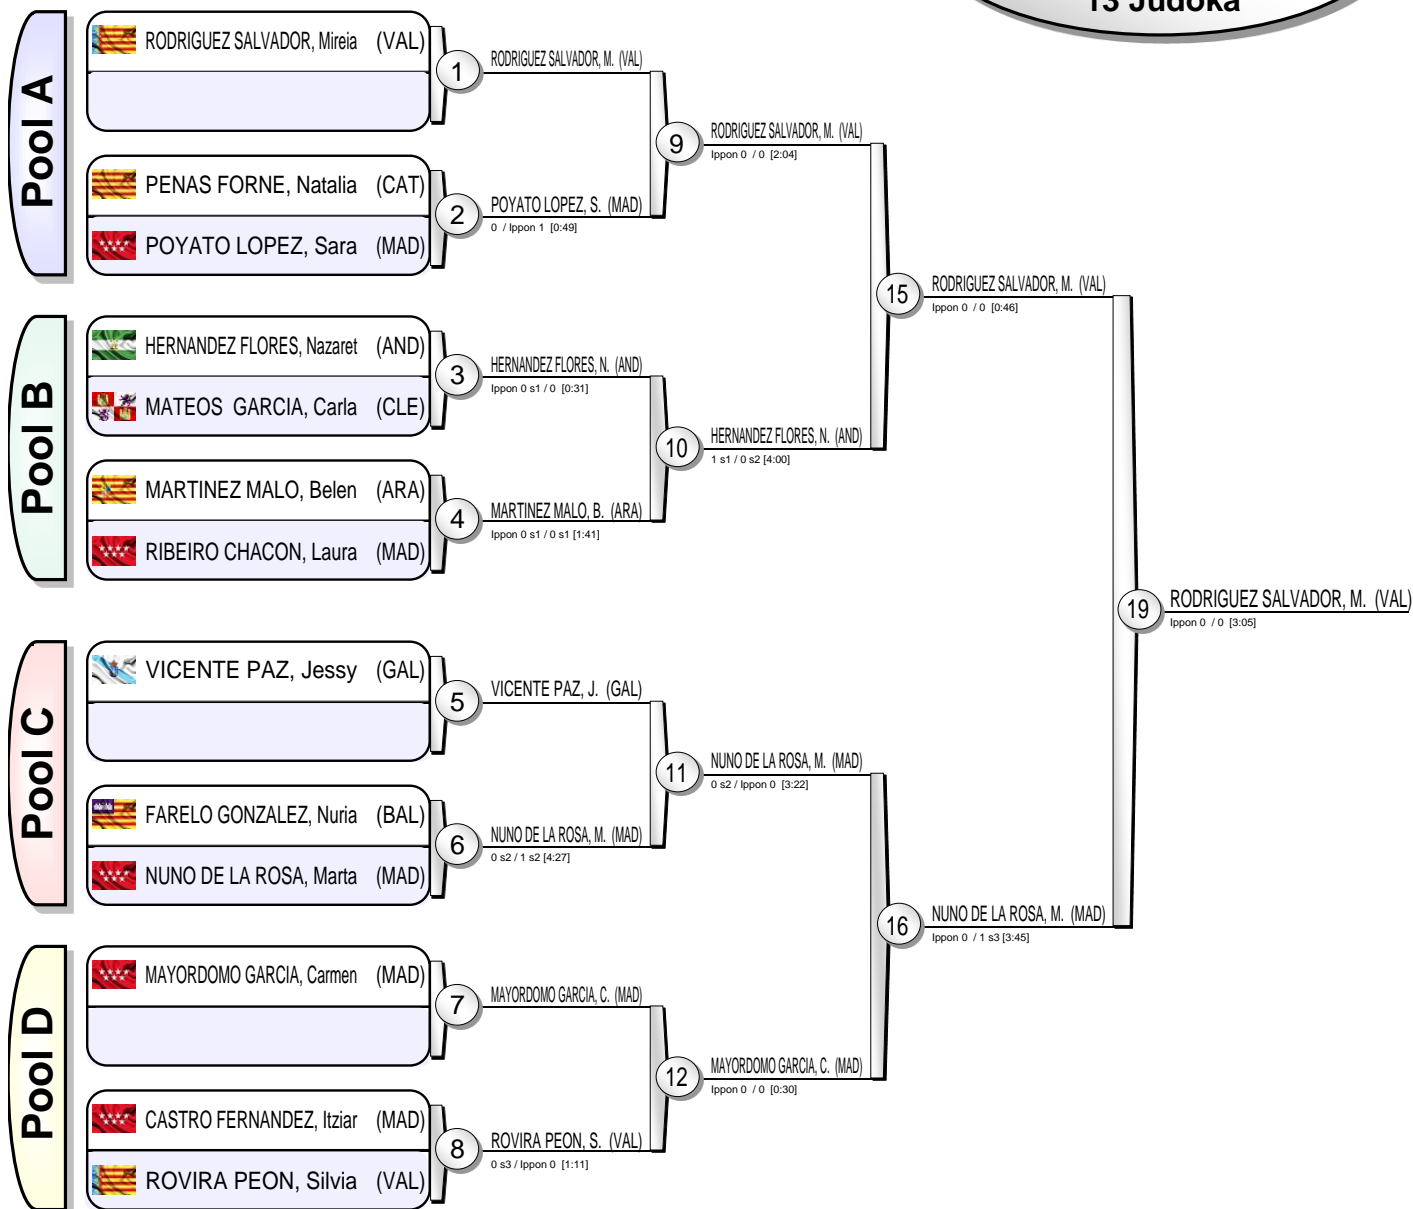 13 Judoka
Pool A
RODRIGUEZ SALVADOR, Mireia (VAL)
1
RODRIGUEZ SALVADOR, M. (VAL)
PENAS FORNE, Natalia (CAT)
POYATO LOPEZ, Sara (MAD)
2
POYATO LOPEZ, S. (MAD)
0 / Ippon 1 [0:49]
9
RODRIGUEZ SALVADOR, M. (VAL)
Ippon 0 / 0 [2:04]
Pool B
HERNANDEZ FLORES, Nazaret (AND)
MATEOS GARCIA, Carla (CLE)
3
HERNANDEZ FLORES, N. (AND)
Ippon 0 s1 / 0 [0:31]
MARTINEZ MALO, Belen (ARA)
RIBEIRO CHACON, Laura (MAD)
4
MARTINEZ MALO, B. (ARA)
Ippon 0 s1 / 0 s1 [1:41]
10
HERNANDEZ FLORES, N. (AND)
1 s1 / 0 s2 [4:00]
15
RODRIGUEZ SALVADOR, M. (VAL)
Ippon 0 / 0 [0:46]
Pool C
VICENTE PAZ, Jessy (GAL)
5
VICENTE PAZ, J. (GAL)
FARELO GONZALEZ, Nuria (BAL)
NUNO DE LA ROSA, Marta (MAD)
6
NUNO DE LA ROSA, M. (MAD)
0 s2 / 1 s2 [4:27]
11
NUNO DE LA ROSA, M. (MAD)
0 s2 / Ippon 0 [3:22]
Pool D
MAYORDOMO GARCIA, Carmen (MAD)
7
MAYORDOMO GARCIA, C. (MAD)
CASTRO FERNANDEZ, Itziar (MAD)
ROVIRA PEON, Silvia (VAL)
8
ROVIRA PEON, S. (VAL)
0 s3 / Ippon 0 [1:11]
12
MAYORDOMO GARCIA, C. (MAD)
Ippon 0 / 0 [0:30]
16
NUNO DE LA ROSA, M. (MAD)
Ippon 0 / 1 s3 [3:45]
19
RODRIGUEZ SALVADOR, M. (VAL)
Ippon 0 / 0 [3:05]